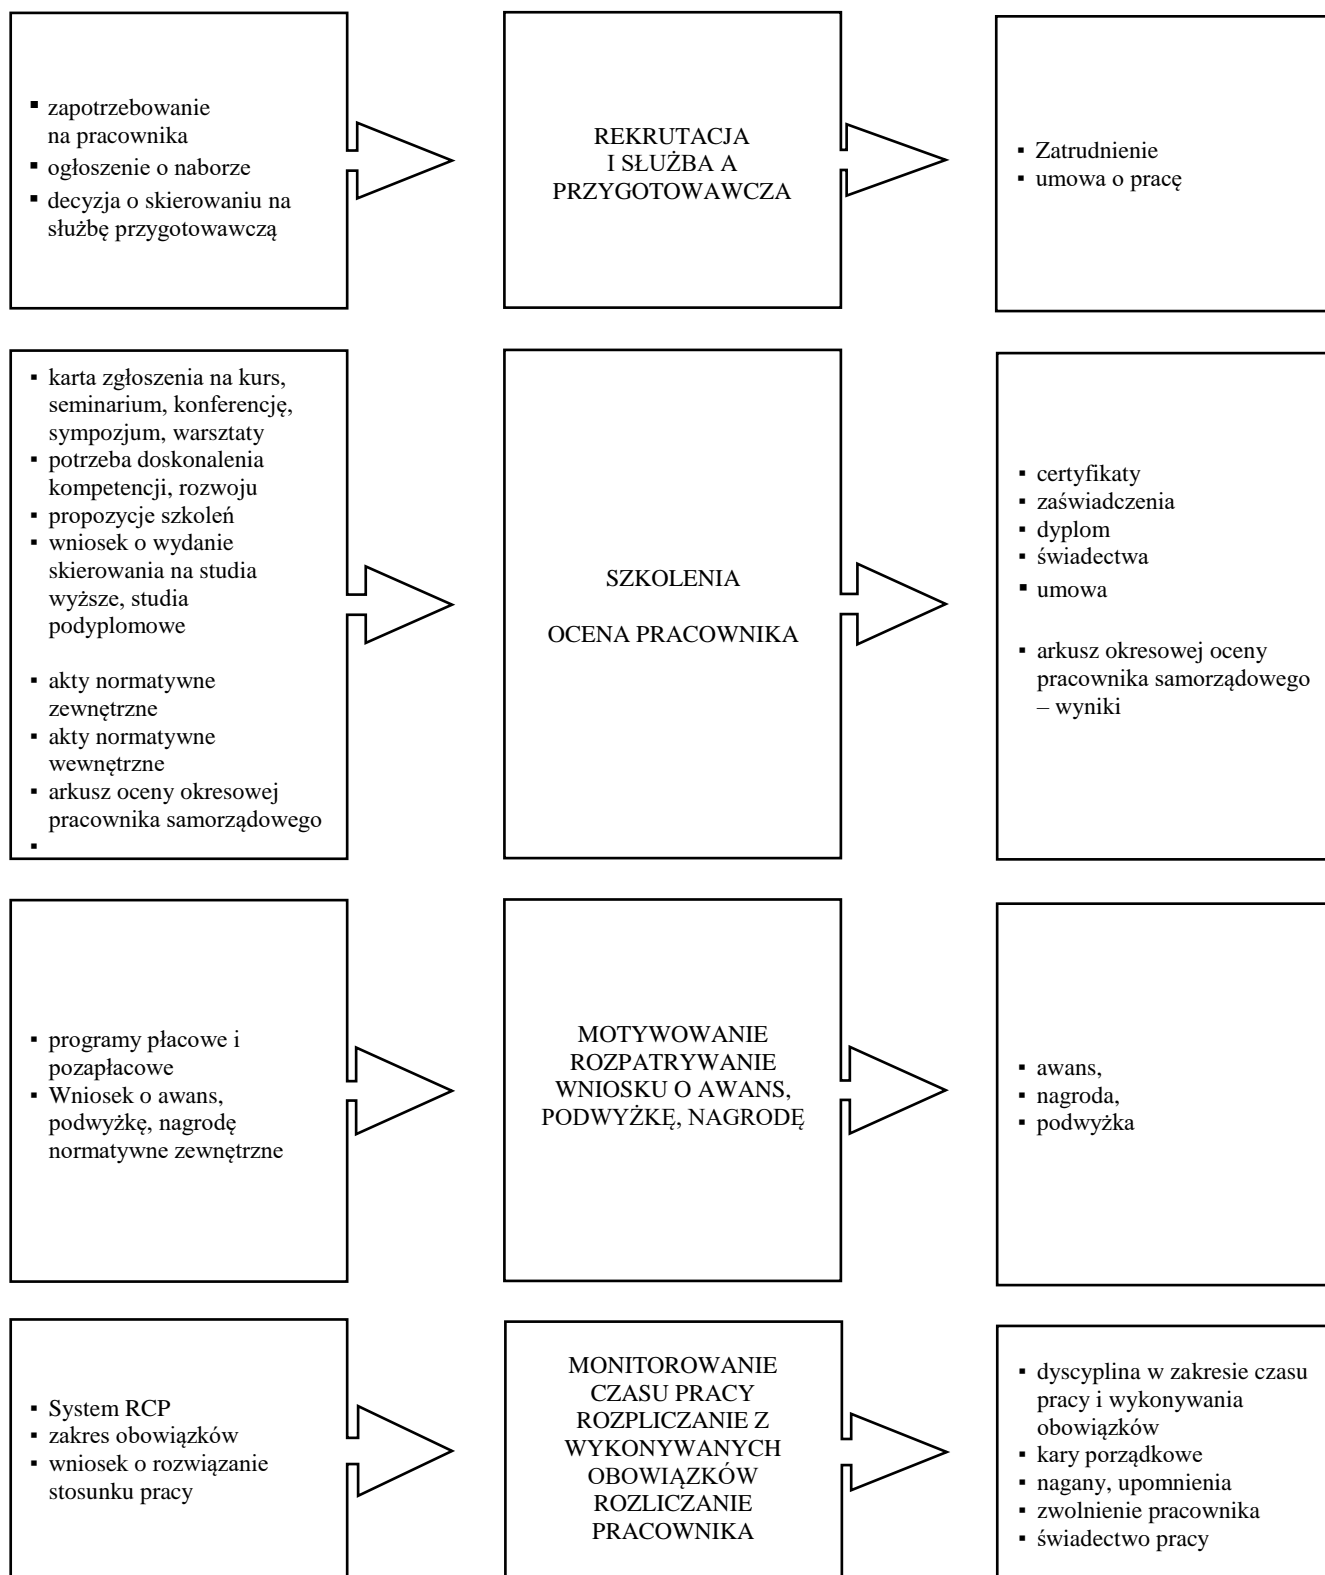 ▪ zapotrzebowanie
na pracownika
▪ ogłoszenie o naborze
▪ decyzja o skierowaniu na
służbę przygotowawczą
REKRUTACJA
I SŁUŻBA A
PRZYGOTOWAWCZA
▪ Zatrudnienie
▪ umowa o pracę
▪ karta zgłoszenia na kurs,
seminarium, konferencję,
sympozjum, warsztaty
▪ potrzeba doskonalenia
kompetencji, rozwoju
▪ propozycje szkoleń
▪ wniosek o wydanie
skierowania na studia
wyższe, studia
podyplomowe
▪ akty normatywne
zewnętrzne
▪ akty normatywne
wewnętrzne
▪ arkusz oceny okresowej
pracownika samorządowego
▪
SZKOLENIA
OCENA PRACOWNIKA
▪ certyfikaty
▪ zaświadczenia
▪ dyplom
▪ świadectwa
▪ umowa
▪ arkusz okresowej oceny
pracownika samorządowego
– wyniki
▪ programy płacowe i
pozapłacowe
▪ Wniosek o awans,
podwyżkę, nagrodę
normatywne zewnętrzne
MOTYWOWANIE
ROZPATRYWANIE
WNIOSKU O AWANS,
PODWYŻKĘ, NAGRODĘ
▪ awans,
▪ nagroda,
▪ podwyżka
▪ System RCP
▪ zakres obowiązków
▪ wniosek o rozwiązanie
stosunku pracy
MONITOROWANIE
CZASU PRACY
ROZPLICZANIE Z
WYKONYWANYCH
OBOWIĄZKÓW
ROZLICZANIE
PRACOWNIKA
▪ dyscyplina w zakresie czasu
pracy i wykonywania
obowiązków
▪ kary porządkowe
▪ nagany, upomnienia
▪ zwolnienie pracownika
▪ świadectwo pracy